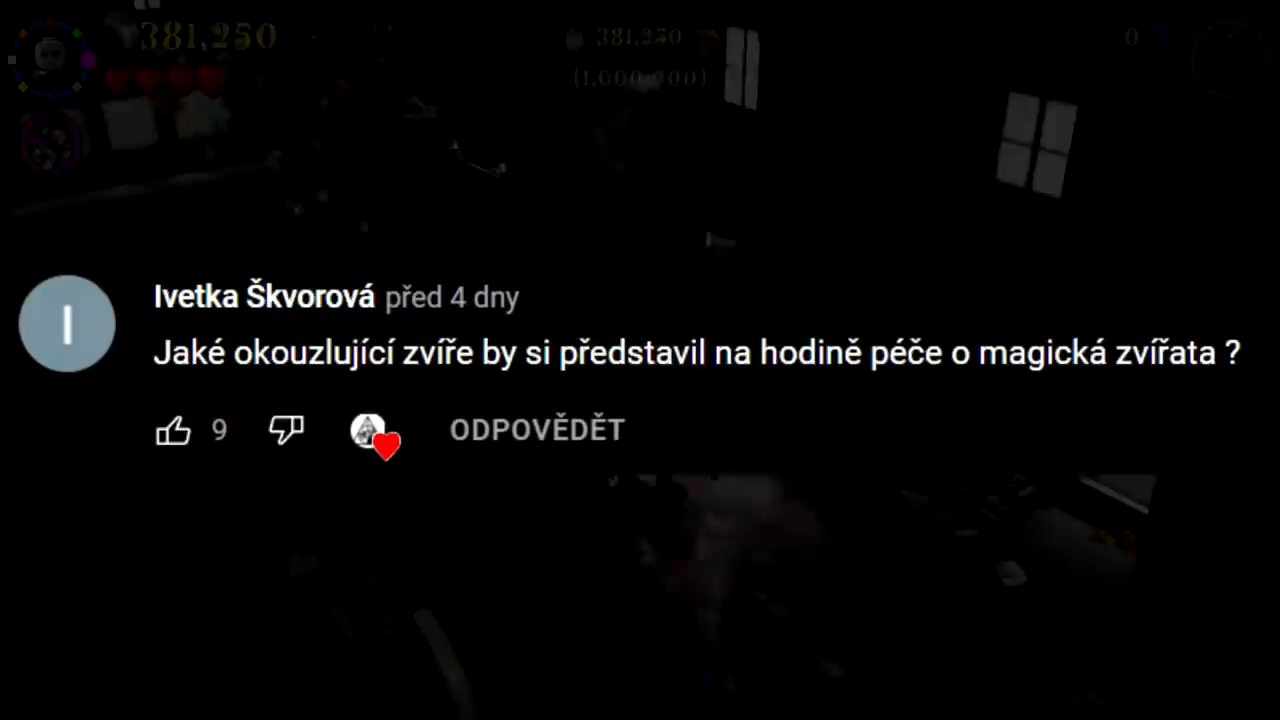 381,250
381,250
0
(1,000,000)
I
Ivetka Škvorová před 4 dny
Jaké okouzlující zvíře by si představil na hodině péče o magická zvířata ?
9
ODPOVĚDĚT